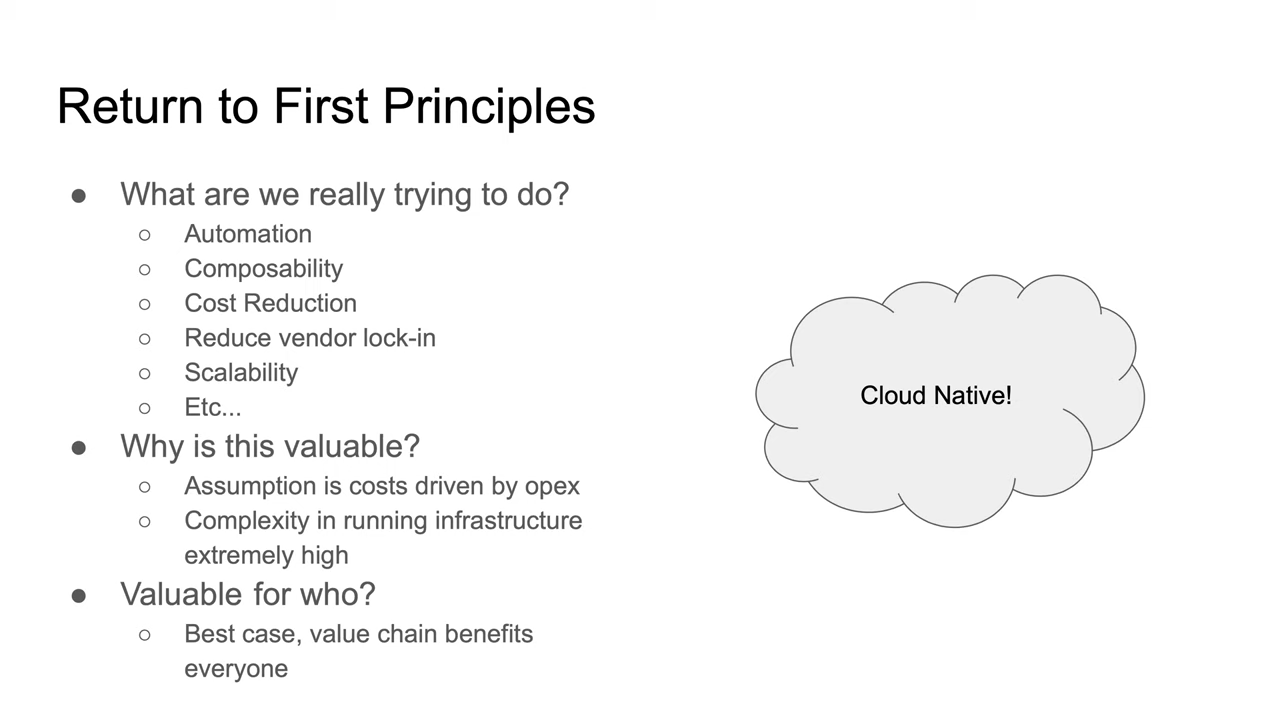 Return to First Principles
● What are we really trying to do?
○ Automation
○ Composability
○ Cost Reduction
○ Reduce vendor lock-in
○ Scalability
○ Etc...
● Why is this valuable?
○ Assumption is costs driven by opex
○ Complexity in running infrastructure
extremely high
● Valuable for who?
○ Best case, value chain benefits
everyone
Cloud Native!